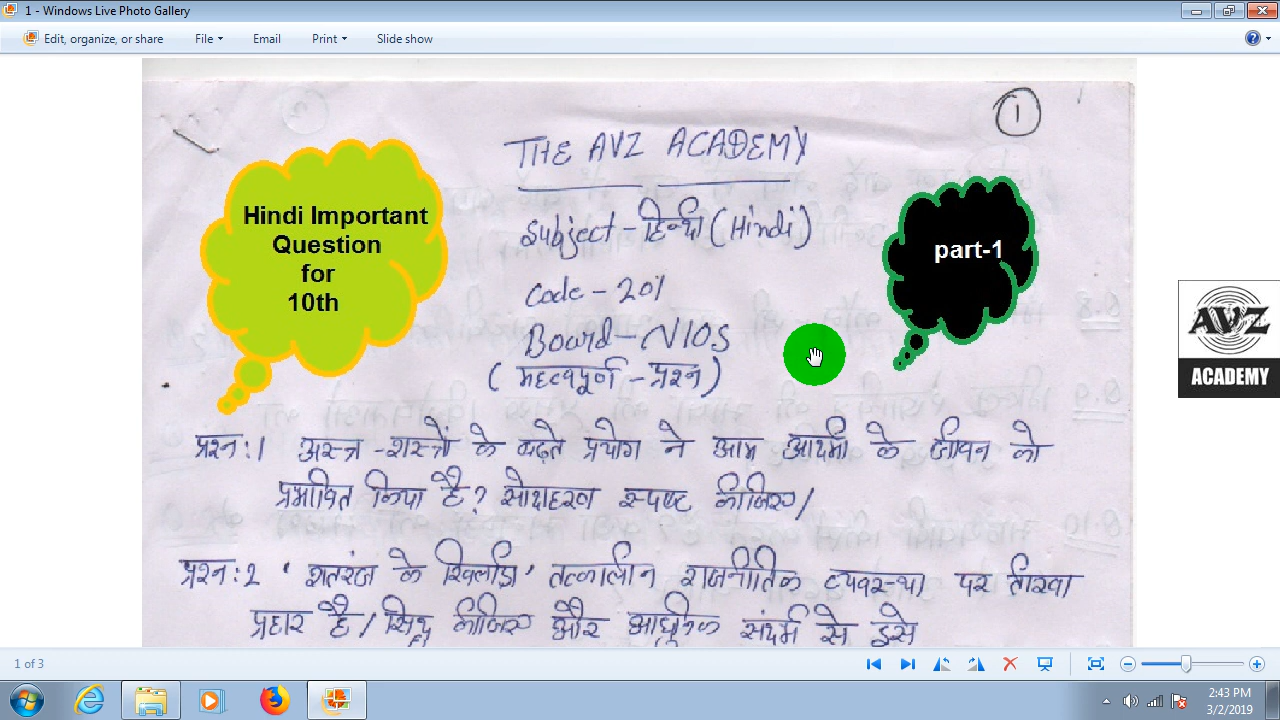 1 - Windows Live Photo Gallery
Edit, organize, or share File Email Print Slide show
1
THE AVZ ACADEMY
Hindi Important
Question
for
10th
Subject - हिन्दी (Hindi)
part-1
Code - 201
Board - NIOS
(महत्वपूर्ण - प्रश्न)
AVZ
ACADEMY
प्रश्न:1 अस्त्र-शस्त्रों के बढ़ते प्रयोग ने आम आदमी के जीवन को
प्रभावित किया है? सोदाहरण स्पष्ट कीजिए/
प्रश्न:2 'शतरंज के खिलाड़ी' तत्कालीन राजनीतिक व्यवस्था पर तीखा
प्रहार है/ सिद्ध कीजिए और आधुनिक संदर्भ से इसे
1 of 3
2:43 PM
3/2/2019